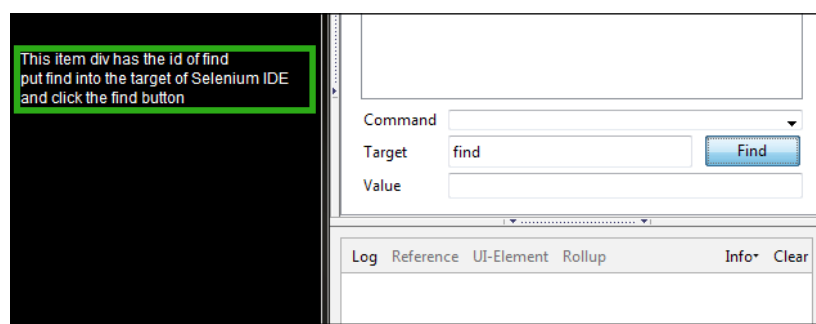 This item div has the id of find
put find into the target of Selenium IDE
and click the find button
Command
Target find Find
Value
Log Reference UI-Element Rollup Info Clear